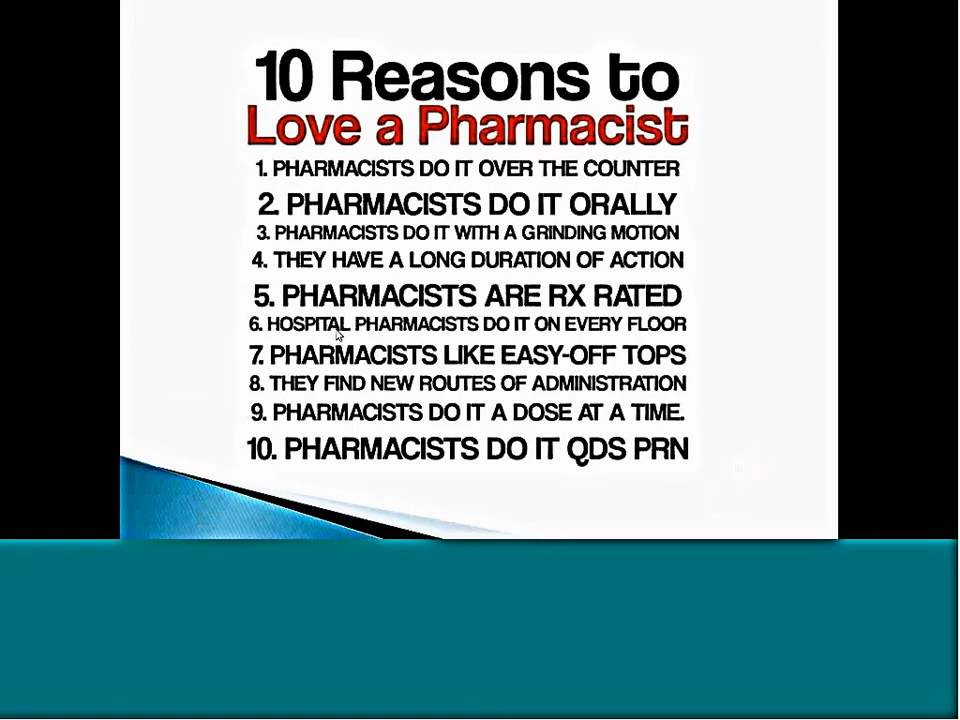 10 Reasons to
Love a Pharmacist
1. PHARMACISTS DO IT OVER THE COUNTER
2. PHARMACISTS DO IT ORALLY
3. PHARMACISTS DO IT WITH A GRINDING MOTION
4. THEY HAVE A LONG DURATION OF ACTION
5. PHARMACISTS ARE RX RATED
6. HOSPITAL PHARMACISTS DO IT ON EVERY FLOOR
7. PHARMACISTS LIKE EASY-OFF TOPS
8. THEY FIND NEW ROUTES OF ADMINISTRATION
9. PHARMACISTS DO IT A DOSE AT A TIME.
10. PHARMACISTS DO IT QDS PRN